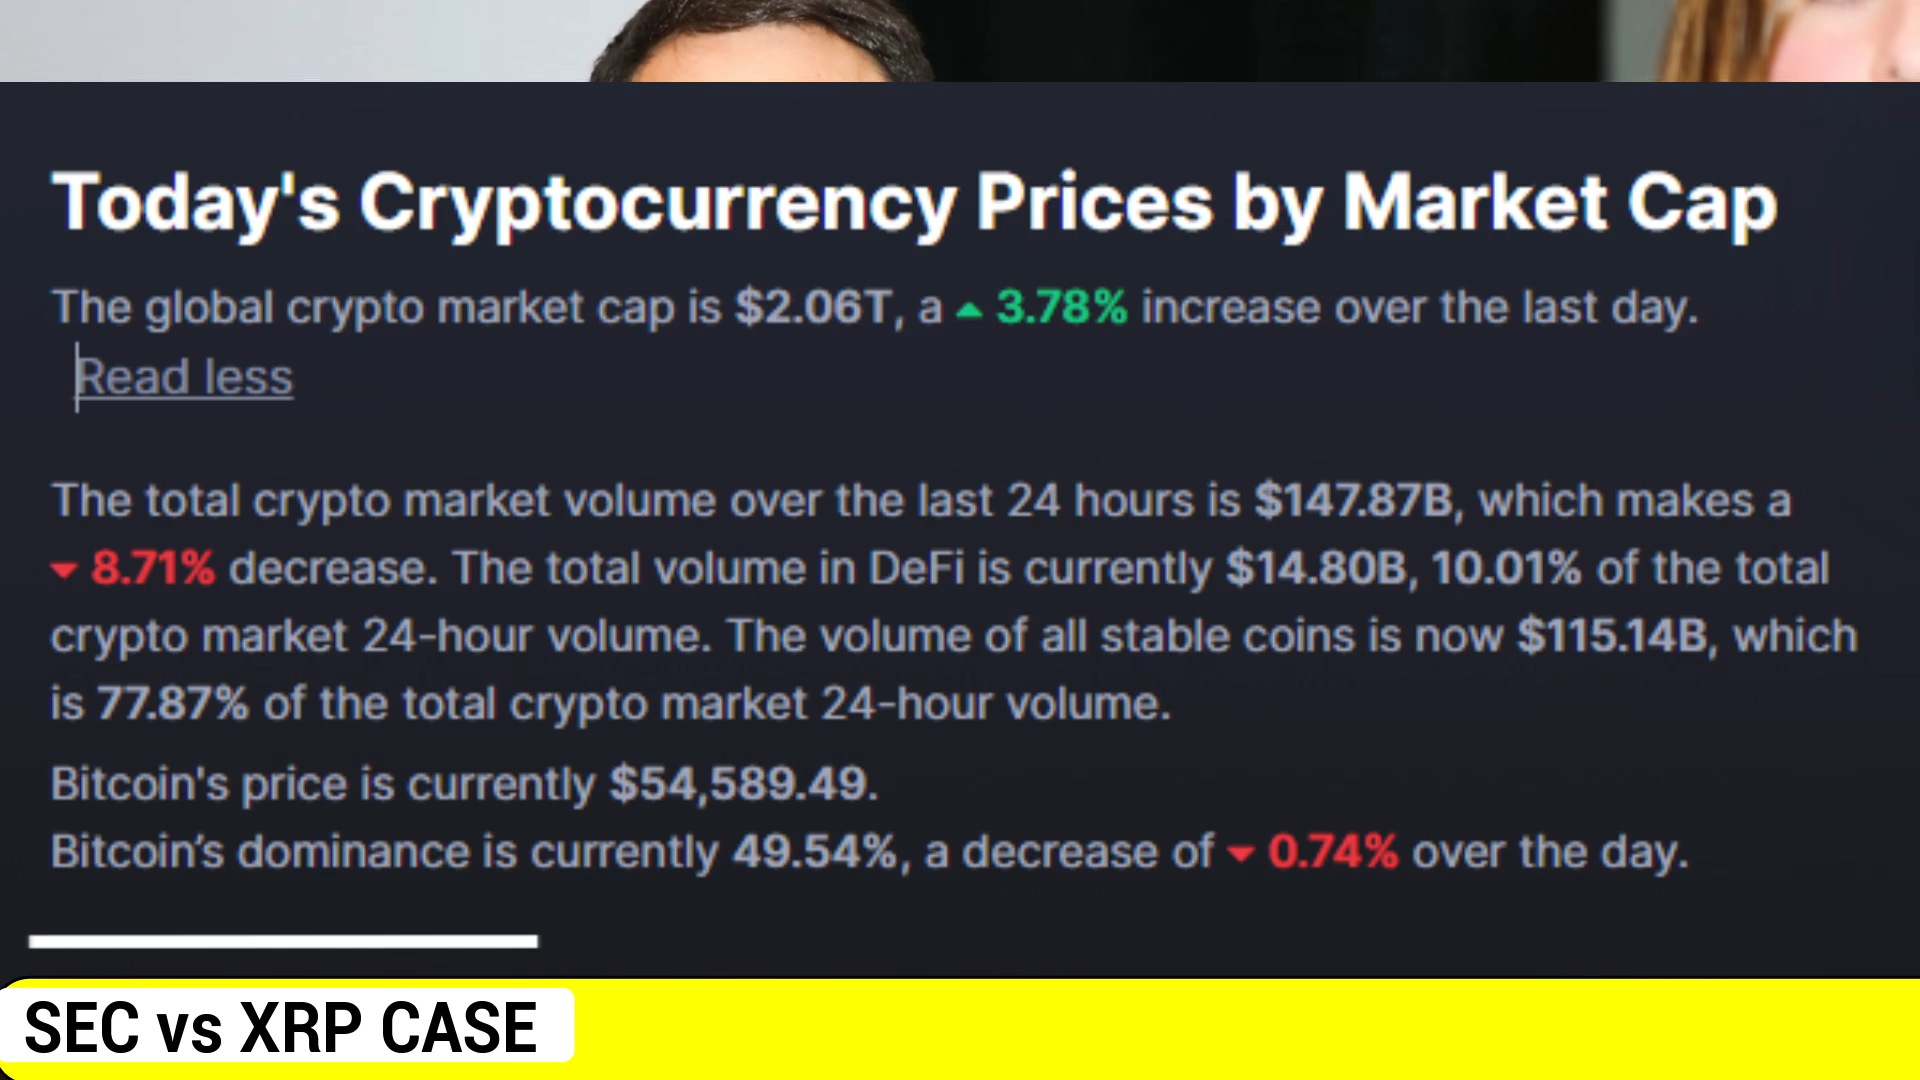 Today's Cryptocurrency Prices by Market Cap
The global crypto market cap is $2.06T, a ▲ 3.78% increase over the last day.
Read less
The total crypto market volume over the last 24 hours is $147.87B, which makes a
▼ 8.71% decrease. The total volume in DeFi is currently $14.80B, 10.01% of the total
crypto market 24-hour volume. The volume of all stable coins is now $115.14B, which
is 77.87% of the total crypto market 24-hour volume.
Bitcoin's price is currently $54,589.49.
Bitcoin’s dominance is currently 49.54%, a decrease of ▼ 0.74% over the day.
SEC vs XRP CASE